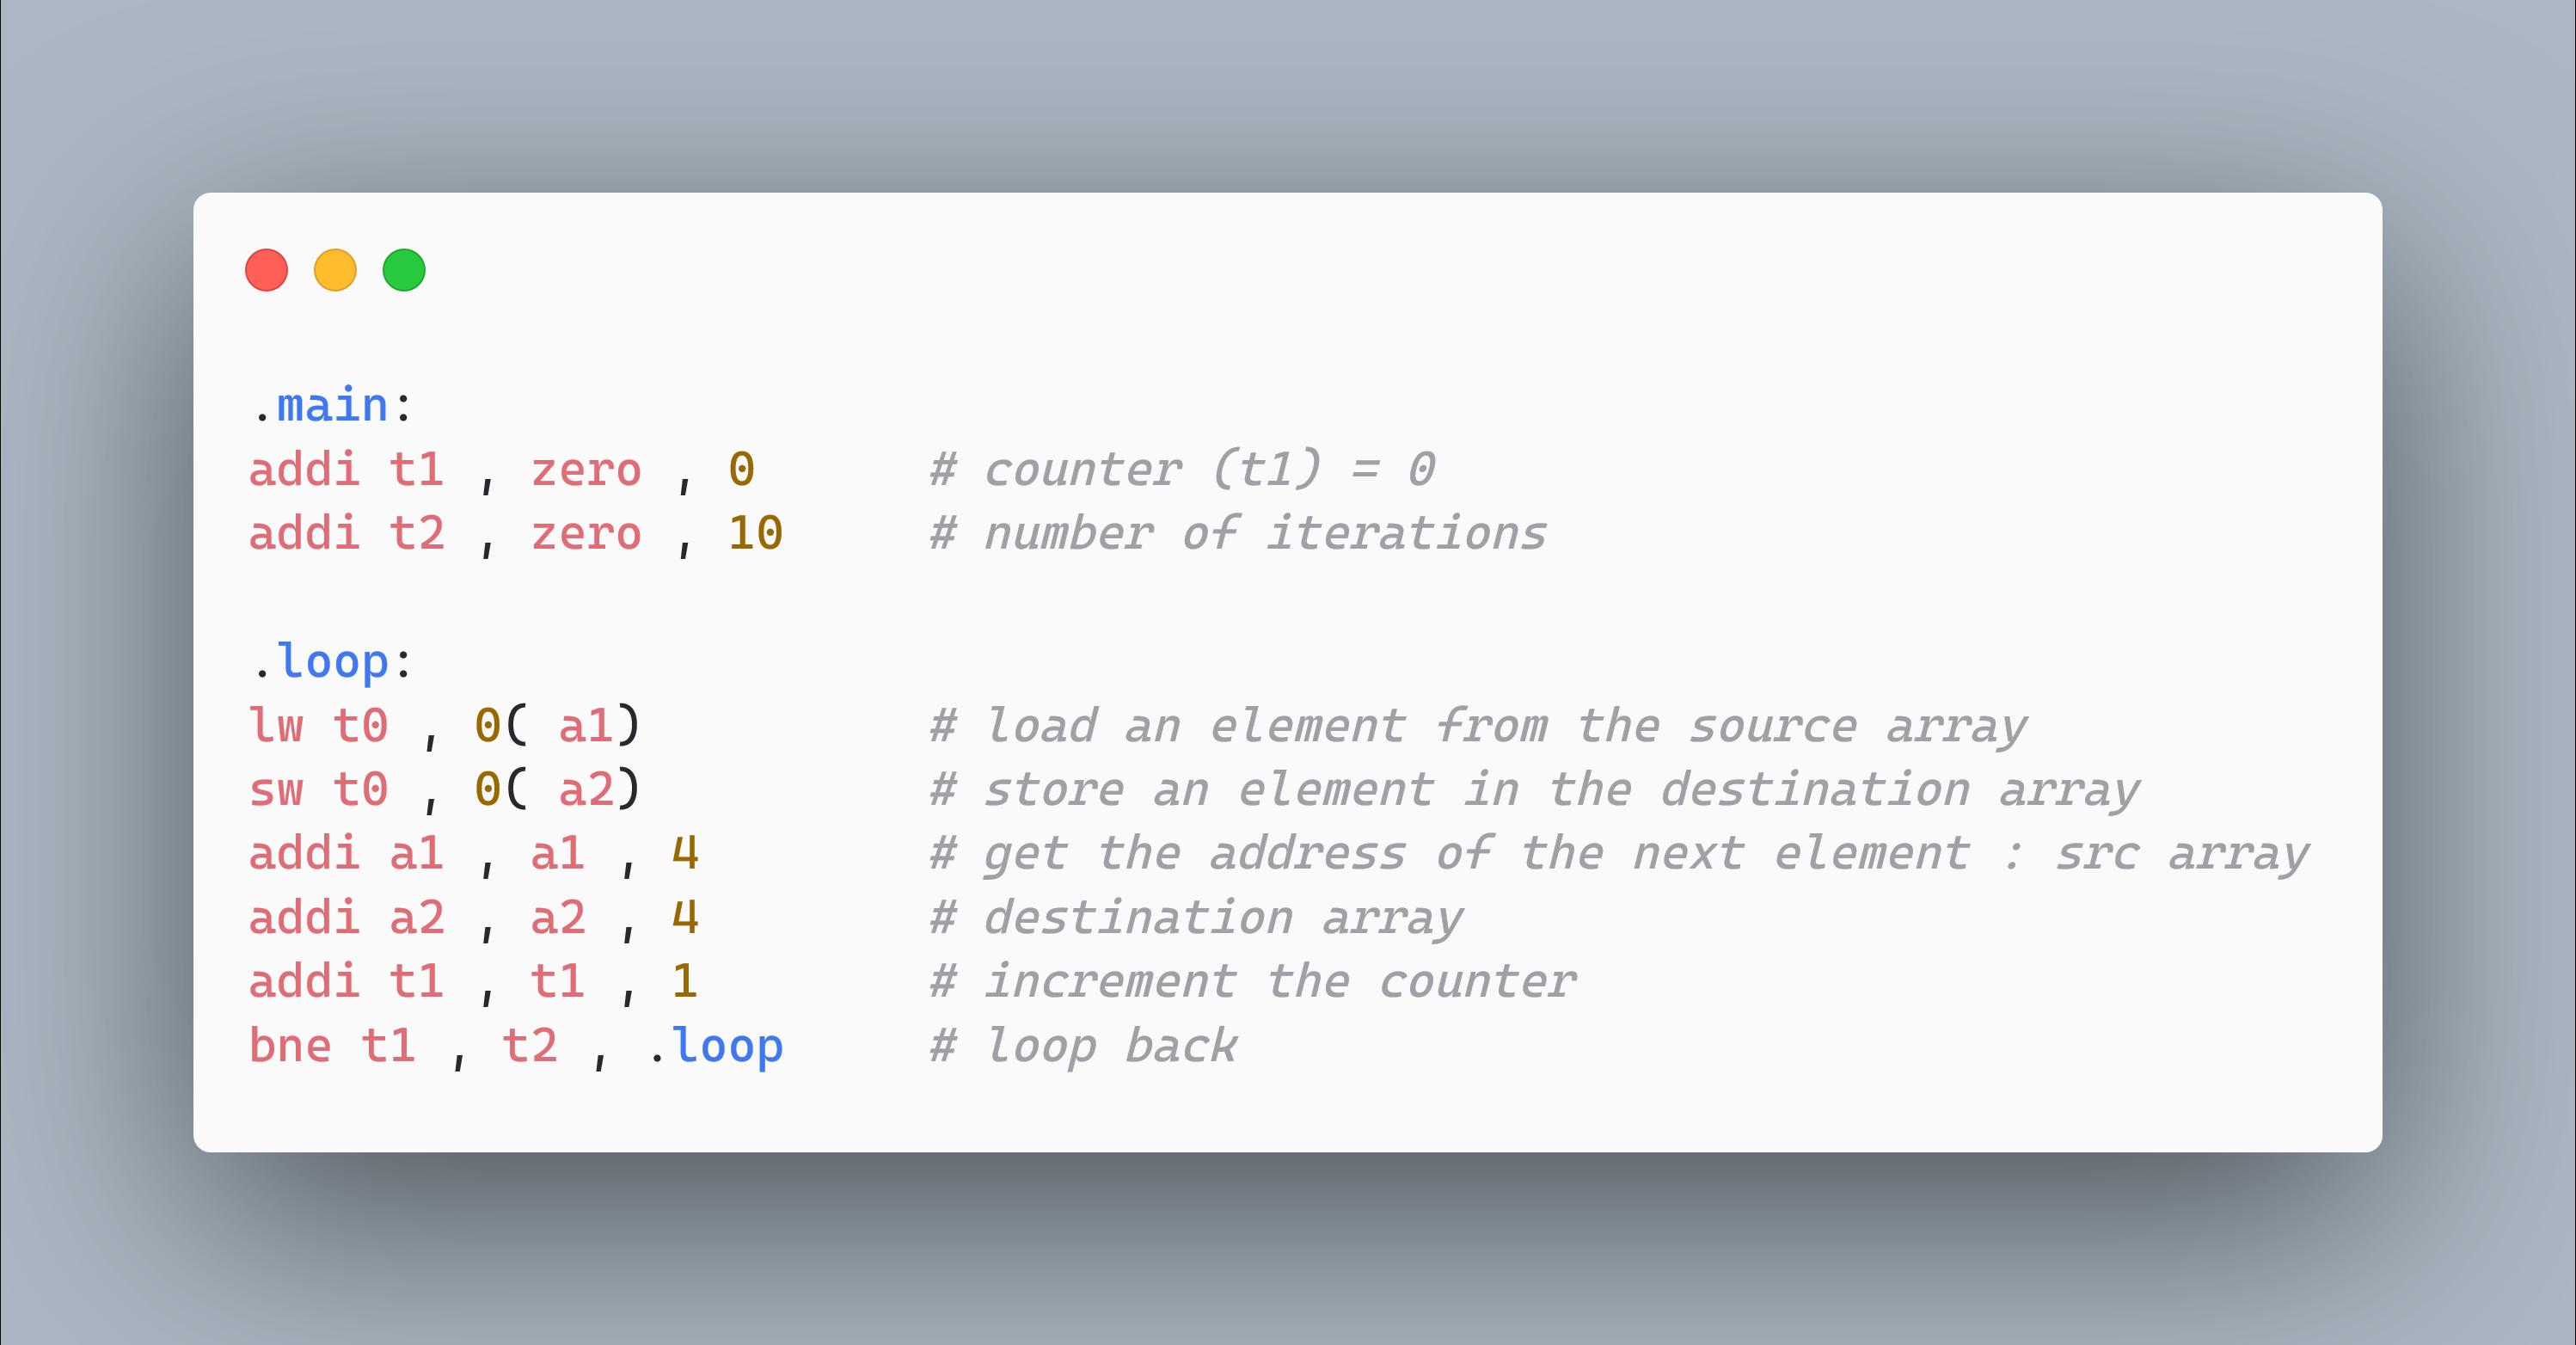 .main:
addi t1 , zero , 0 # counter (t1) = 0
addi t2 , zero , 10 # number of iterations
.loop:
lw t0 , 0( a1) # load an element from the source array
sw t0 , 0( a2) # store an element in the destination array
addi a1 , a1 , 4 # get the address of the next element : src array
addi a2 , a2 , 4 # destination array
addi t1 , t1 , 1 # increment the counter
bne t1 , t2 , .loop # loop back